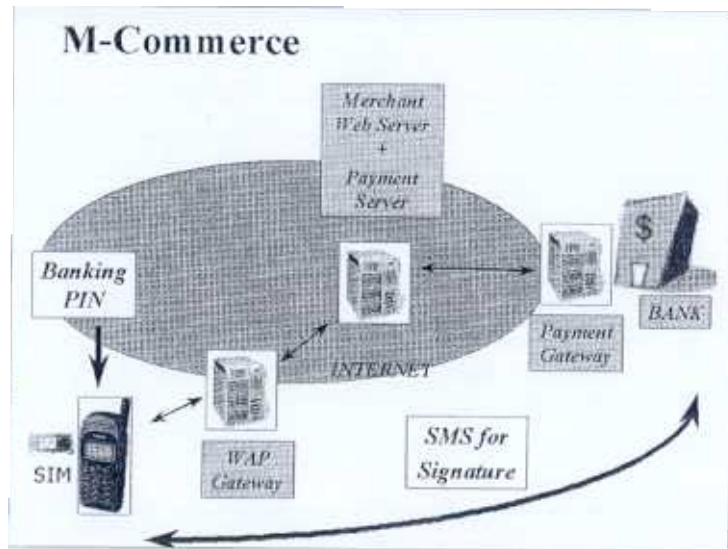 M-Commerce
Merchant
Web Server
+
Payment
Server
$
Banking
PIN
BANK
Payment
Gateway
INTERNET
SMS for
Signature
WAP
Gateway
SIM